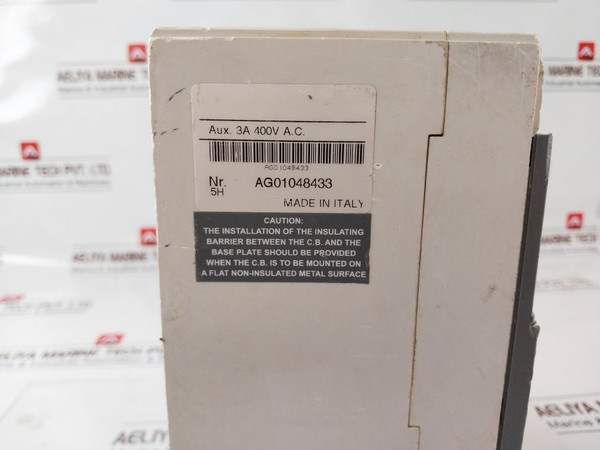 Aux. 3A 400V A.C.
AG01048433
Nr. AG01048433
5H
MADE IN ITALY
CAUTION:
THE INSTALLATION OF THE INSULATING
BARRIER BETWEEN THE C.B. AND THE
BASE PLATE SHOULD BE PROVIDED
WHEN THE C.B. IS TO BE MOUNTED ON
A FLAT NON-INSULATED METAL SURFACE